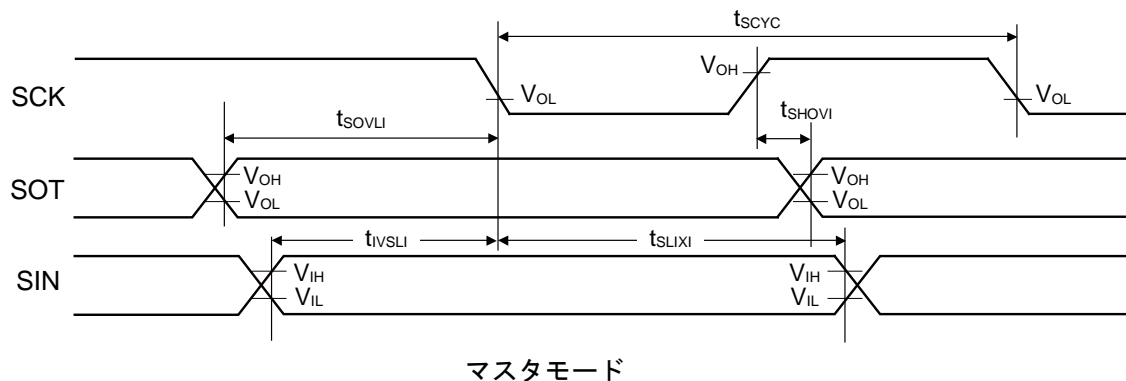 tSCYC
SCK
VOH
VOL
VOL
tSOVLI
tSHOVI
SOT
VOH
VOL
VOH
VOL
tIVSLI
tSLIXI
SIN
VIH
VIL
VIH
VIL
マスタモード